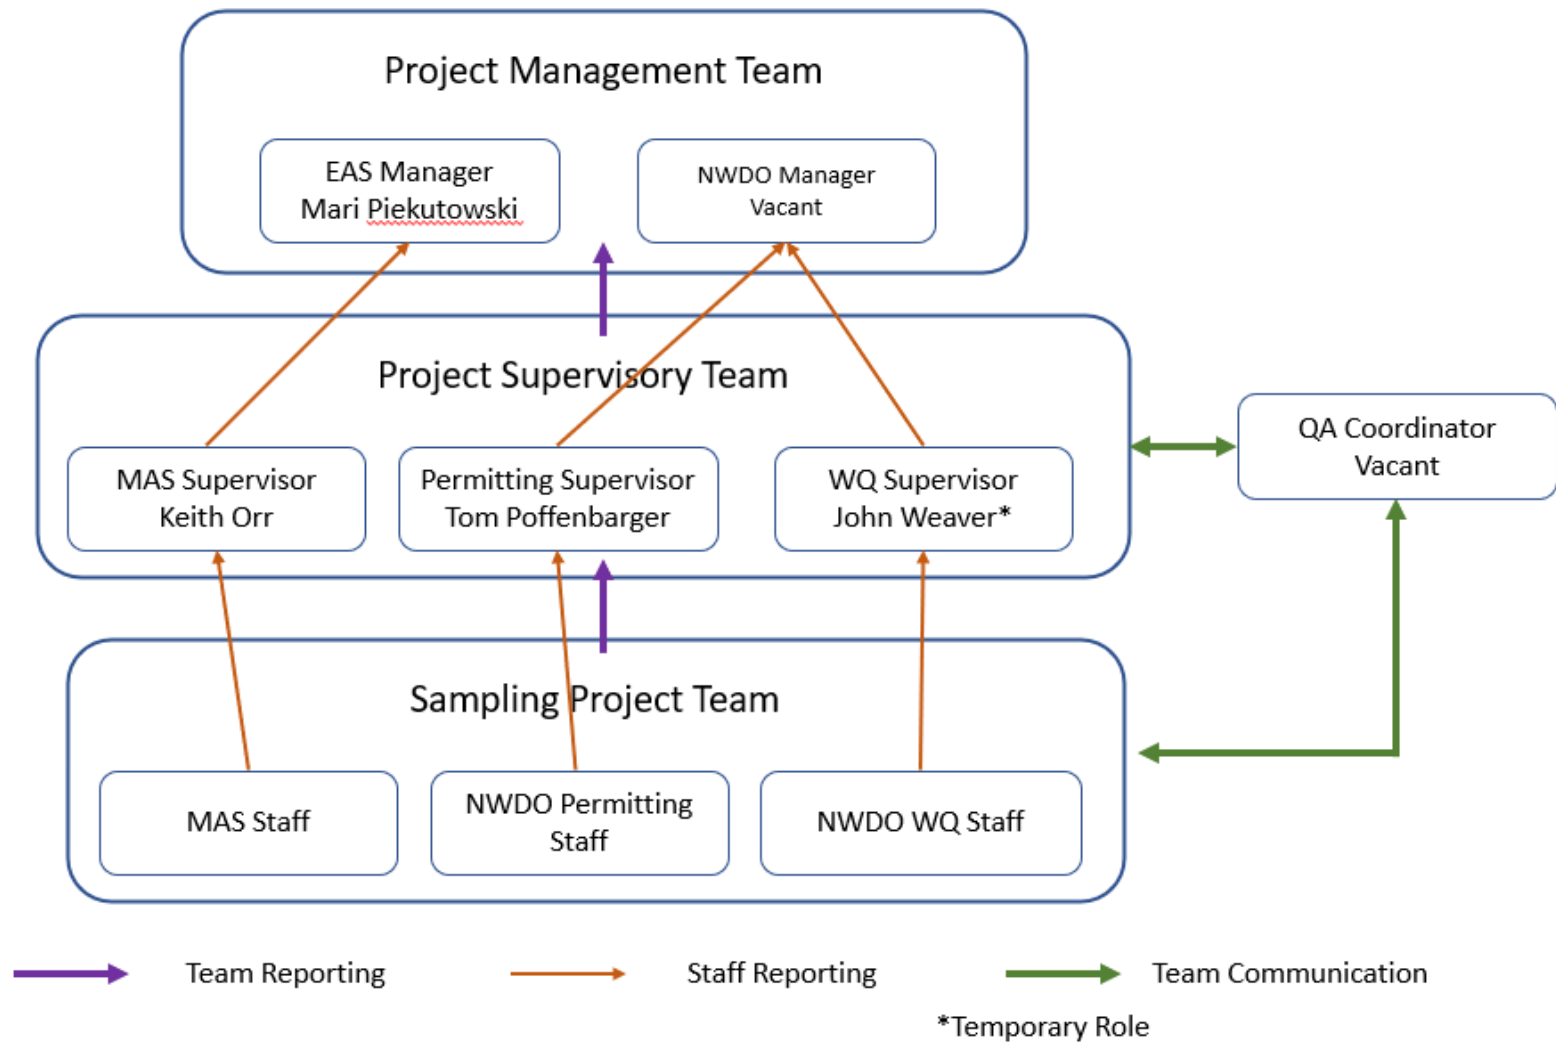 Project Management Team
EAS Manager
Mari Piekutowski
NWDO Manager
Vacant
Project Supervisory Team
MAS Supervisor
Keith Orr
Permitting Supervisor
Tom Poffenbarger
WQ Supervisor
John Weaver*
QA Coordinator
Vacant
Sampling Project Team
MAS Staff
NWDO Permitting
Staff
NWDO WQ Staff
Team Reporting
Staff Reporting
Team Communication
*Temporary Role